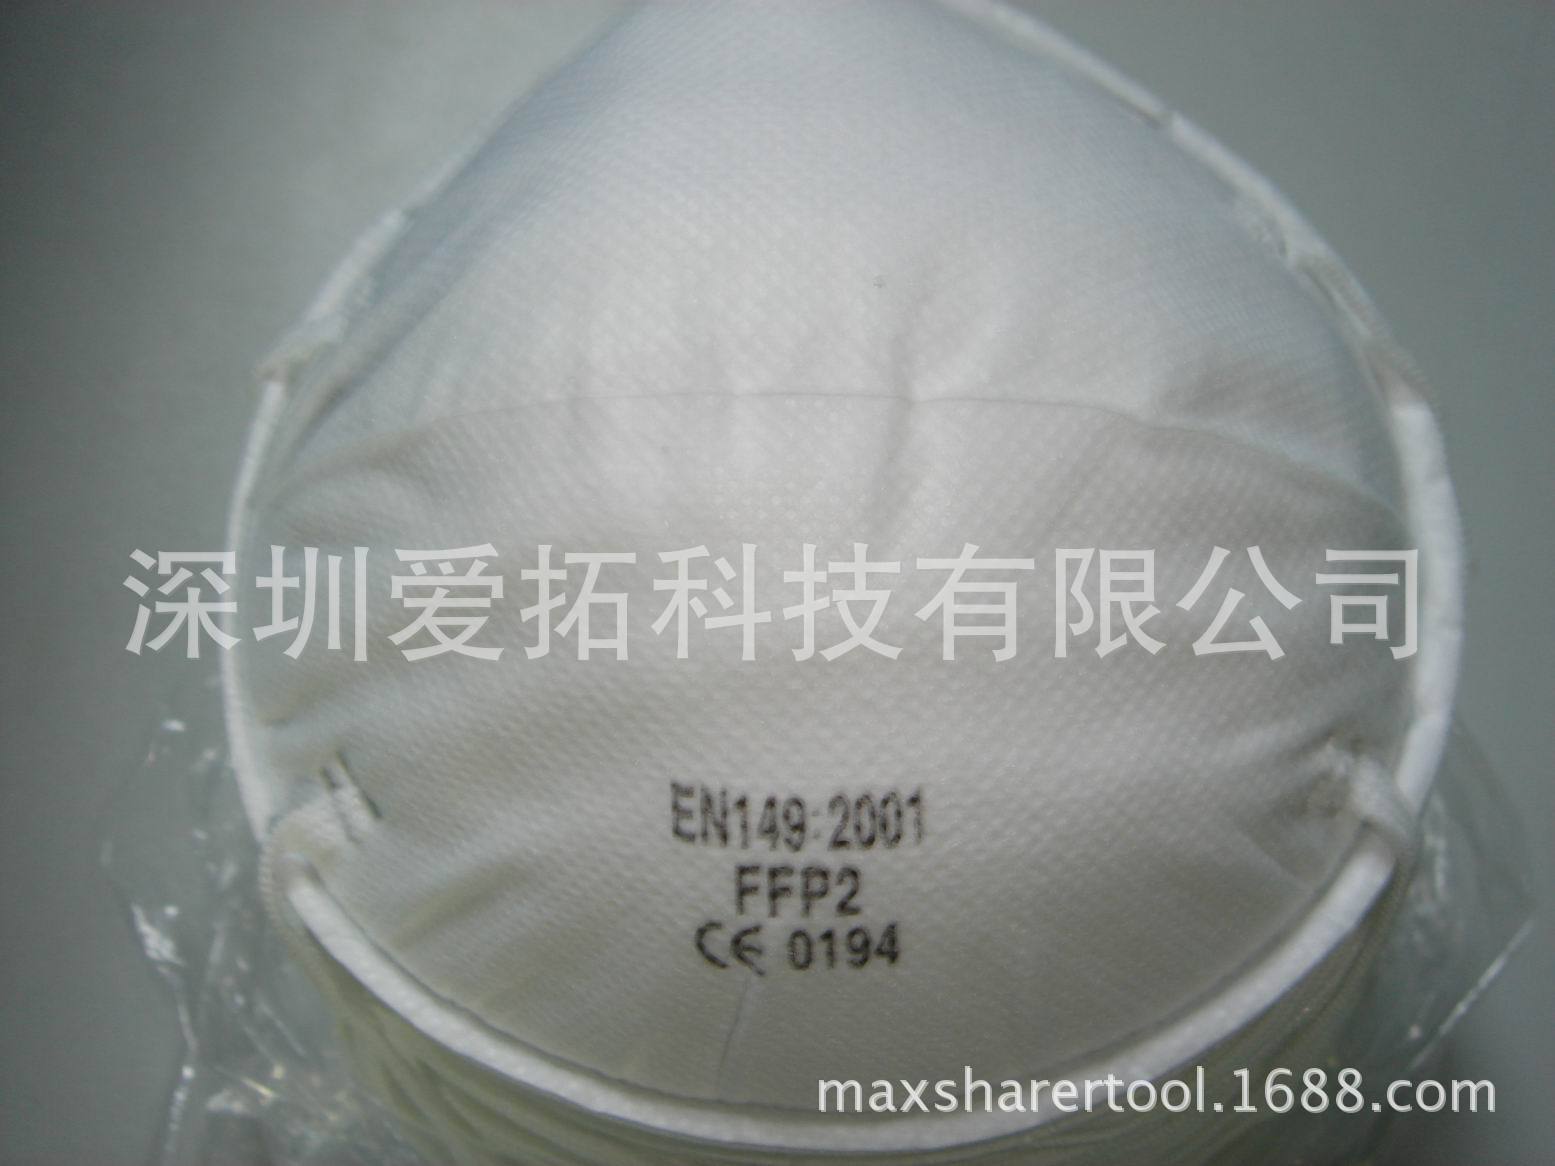 深圳爱拓科技有限公司
EN149:2001
FFP2
CE 0194
maxsharertool.1688.com